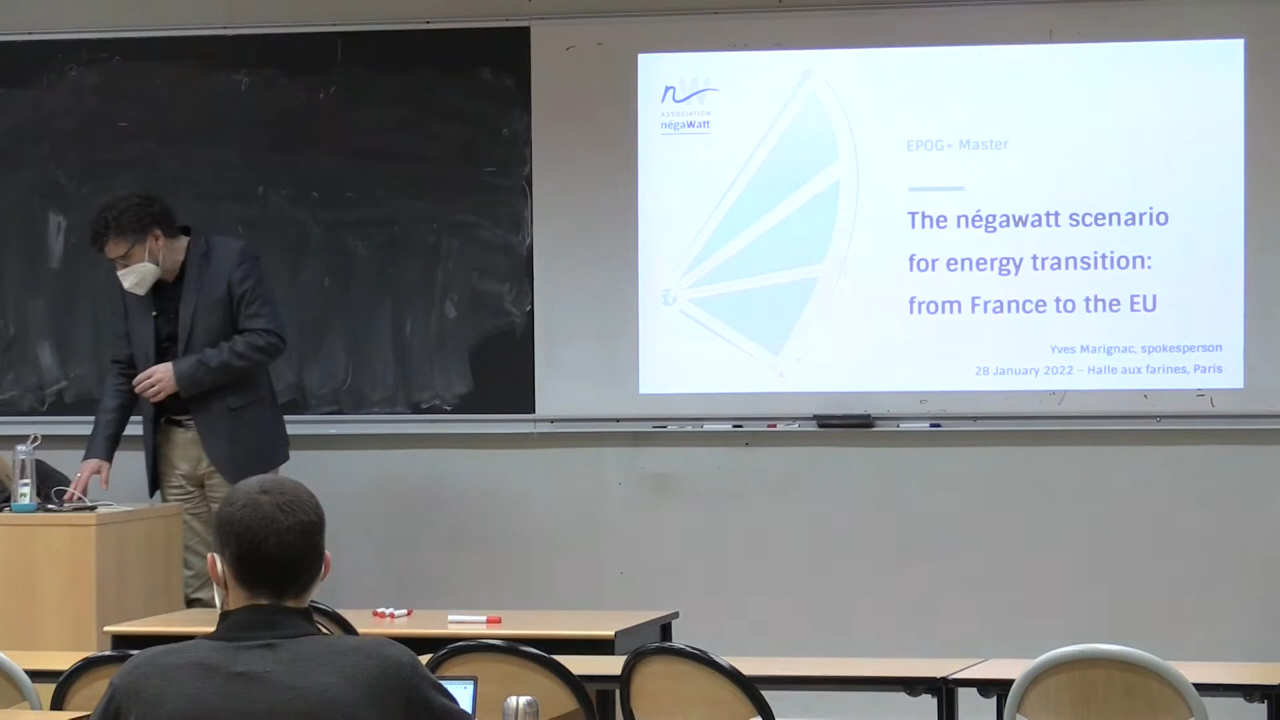 nW
ASSOCIATION
négaWatt
EPOG+ Master
The négawatt scenario
for energy transition:
from France to the EU
Yves Marignac, spokesperson
28 January 2022 - Halle aux farines, Paris